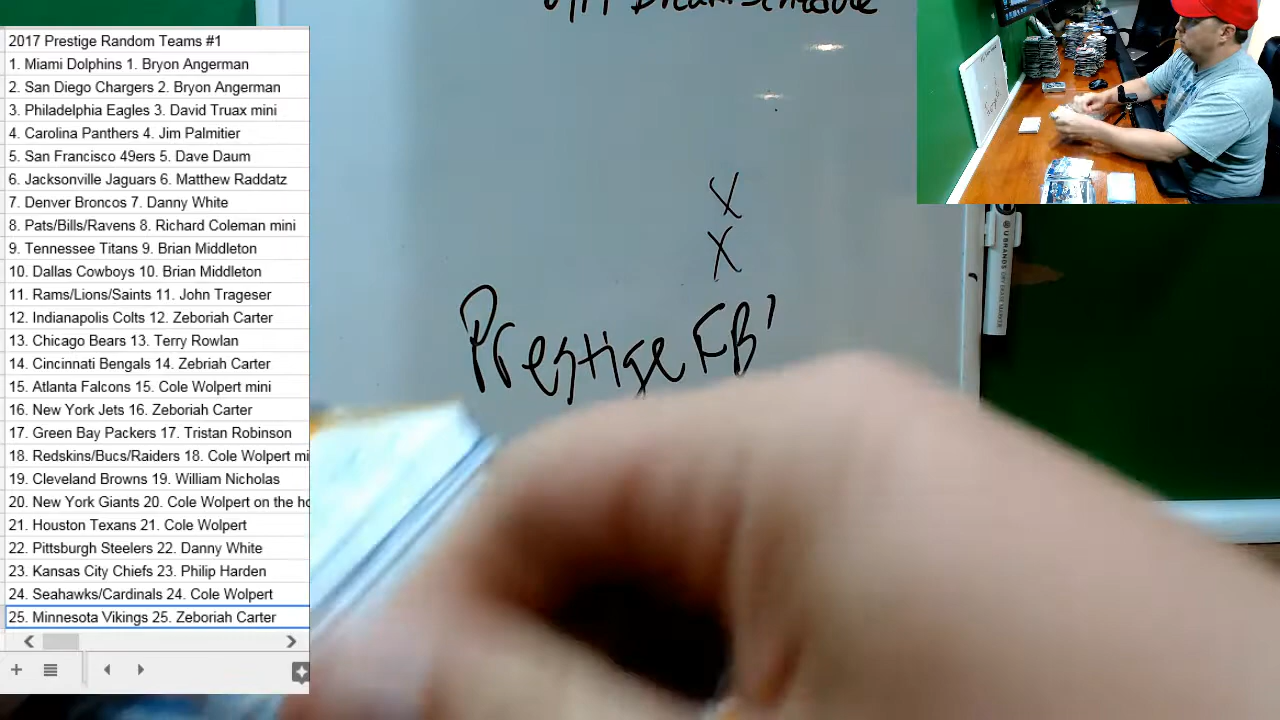 2017 Prestige Random Teams #1
1. Miami Dolphins 1. Bryon Angerman
2. San Diego Chargers 2. Bryon Angerman
3. Philadelphia Eagles 3. David Truax mini
4. Carolina Panthers 4. Jim Palmitier
5. San Francisco 49ers 5. Dave Daum
6. Jacksonville Jaguars 6. Matthew Raddatz
7. Denver Broncos 7. Danny White
8. Pats/Bills/Ravens 8. Richard Coleman mini
9. Tennessee Titans 9. Brian Middleton
10. Dallas Cowboys 10. Brian Middleton
11. Rams/Lions/Saints 11. John Trageser
12. Indianapolis Colts 12. Zeboriah Carter
13. Chicago Bears 13. Terry Rowlan
14. Cincinnati Bengals 14. Zebriah Carter
15. Atlanta Falcons 15. Cole Wolpert mini
16. New York Jets 16. Zeboriah Carter
17. Green Bay Packers 17. Tristan Robinson
18. Redskins/Bucs/Raiders 18. Cole Wolpert mi
19. Cleveland Browns 19. William Nicholas
20. New York Giants 20. Cole Wolpert on the ho
21. Houston Texans 21. Cole Wolpert
22. Pittsburgh Steelers 22. Danny White
23. Kansas City Chiefs 23. Philip Harden
24. Seahawks/Cardinals 24. Cole Wolpert
25. Minnesota Vikings 25. Zeboriah Carter
X
X
Prestige FB